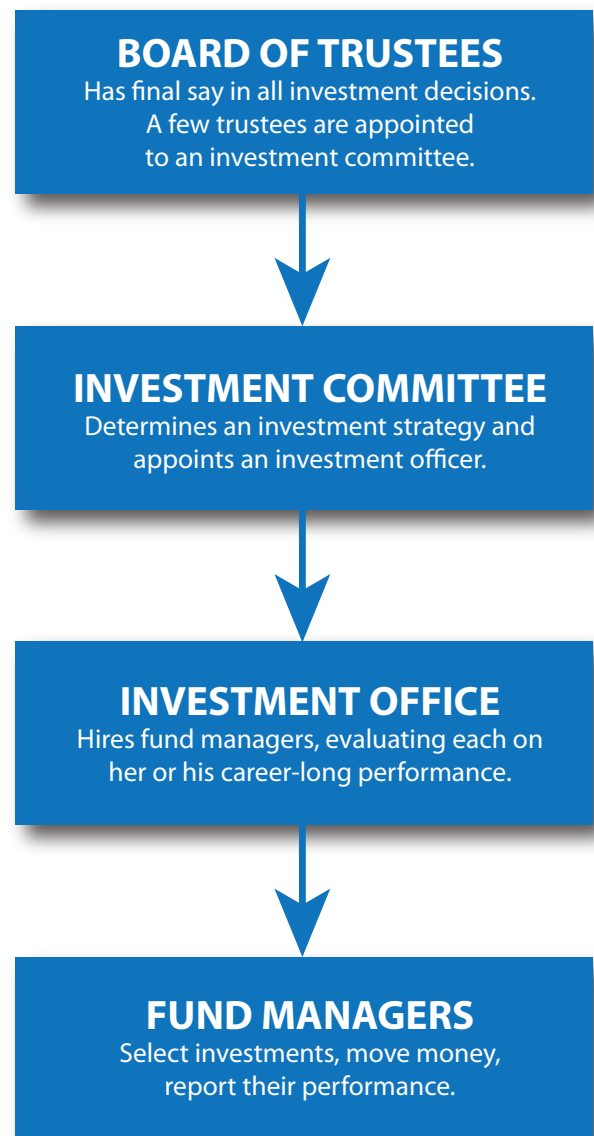 BOARD OF TRUSTEES
Has final say in all investment decisions.
A few trustees are appointed
to an investment committee.
INVESTMENT COMMITTEE
Determines an investment strategy and
appoints an investment officer.
INVESTMENT OFFICE
Hires fund managers, evaluating each on
her or his career-long performance.
FUND MANAGERS
Select investments, move money,
report their performance.